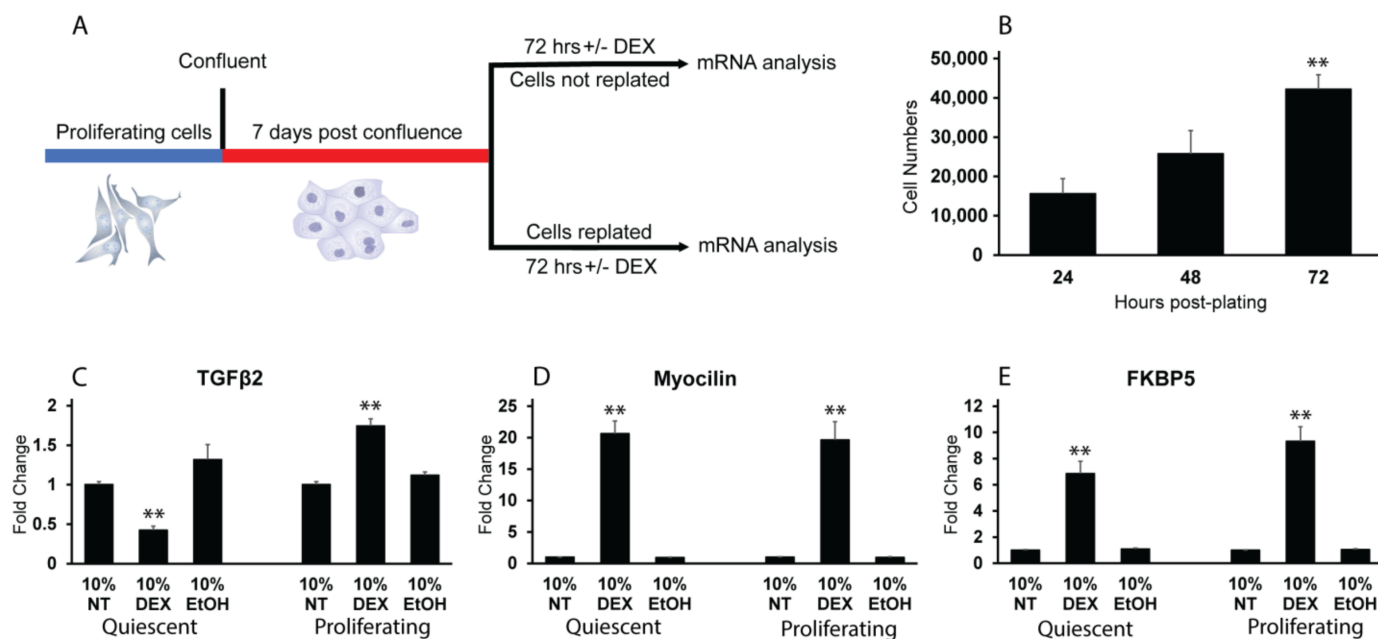 A
Confluent
Proliferating cells
7 days post confluence
72 hrs +/- DEX
Cells not replated
mRNA analysis
Cells replated
72 hrs +/- DEX
mRNA analysis
B
**
50,000
40,000
30,000
20,000
10,000
0
Cell Numbers
24 48 72
Hours post-plating
C
TGFβ2
2
1.5
1
0.5
0
Fold Change
**
**
10% 10% 10% 10% 10% 10%
NT DEX EtOH NT DEX EtOH
Quiescent Proliferating
D
Myocilin
25
20
15
10
5
0
Fold Change
**
**
10% 10% 10% 10% 10% 10%
NT DEX EtOH NT DEX EtOH
Quiescent Proliferating
E
FKBP5
12
10
8
6
4
2
0
Fold Change
**
**
10% 10% 10% 10% 10% 10%
NT DEX EtOH NT DEX EtOH
Quiescent Proliferating